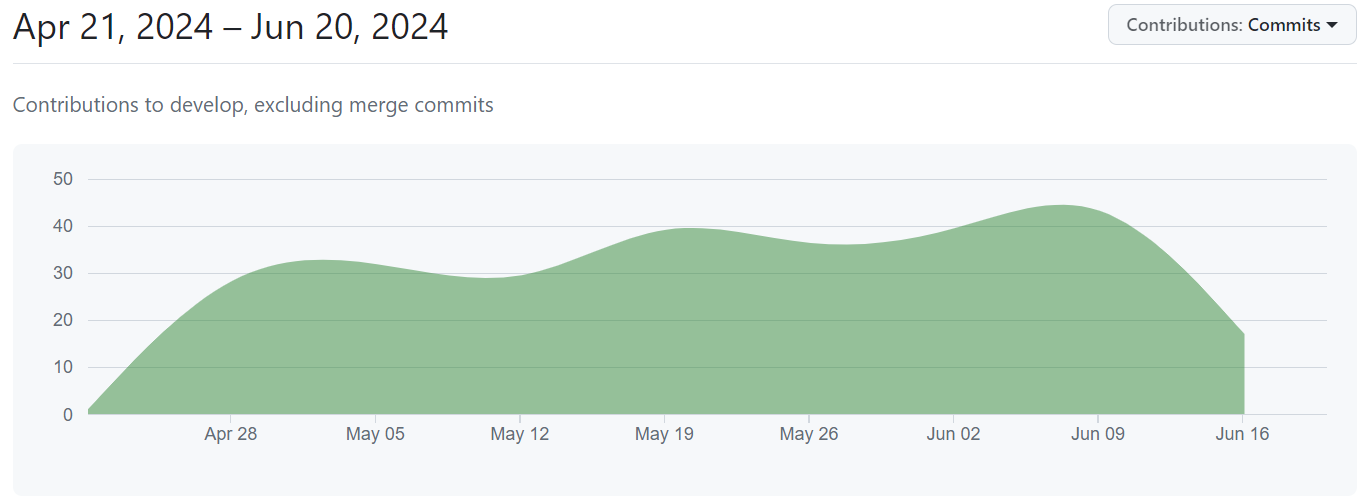 Apr 21, 2024 – Jun 20, 2024
Contributions: Commits
Contributions to develop, excluding merge commits
50
40
30
20
10
0
Apr 28 May 05 May 12 May 19 May 26 Jun 02 Jun 09 Jun 16